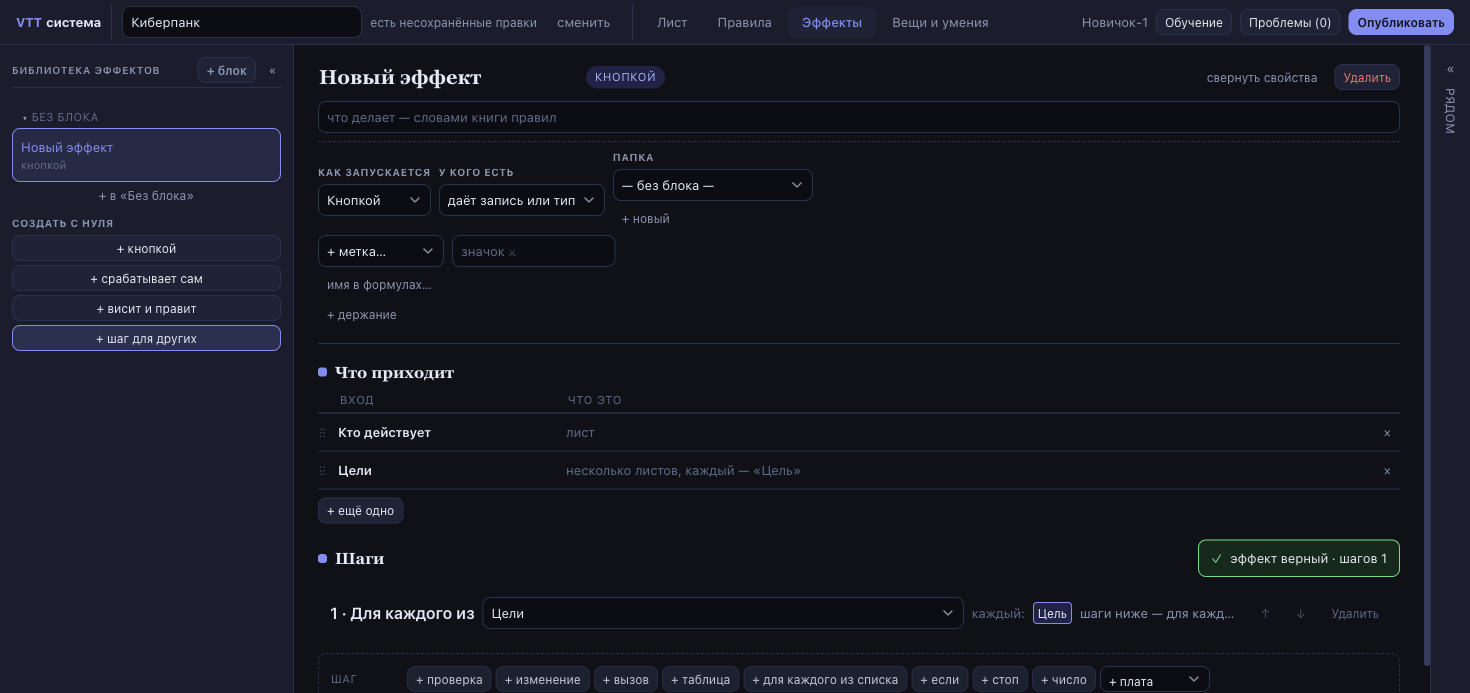 VTT система Киберпанк есть несохранённые правки сменить Лист Правила Эффекты Вещи и умения Новичок-1 Обучение Проблемы (0) Опубликовать
БИБЛИОТЕКА ЭФФЕКТОВ + блок «
▾ БЕЗ БЛОКА
Новый эффект
кнопкой
+ в «Без блока»
СОЗДАТЬ С НУЛЯ
+ кнопкой
+ срабатывает сам
+ висит и правит
+ шаг для других
Новый эффект КНОПКОЙ свернуть свойства Удалить
что делает — словами книги правил
КАК ЗАПУСКАЕТСЯ У КОГО ЕСТЬ ПАПКА
Кнопкой даёт запись или тип — без блока —
+ новый
+ метка... значок ⚔
имя в формулах...
+ держание
Что приходит
ВХОД ЧТО ЭТО
Кто действует лист ×
Цели несколько листов, каждый — «Цель» ×
+ ещё одно
Шаги ✓ эффект верный · шагов 1
1 · Для каждого из Цели каждый: Цель шаги ниже — для кажд... ↑ ↓ Удалить
ШАГ + проверка + изменение + вызов + таблица + для каждого из списка + если + стоп + число + плата
«
РЯДОМ